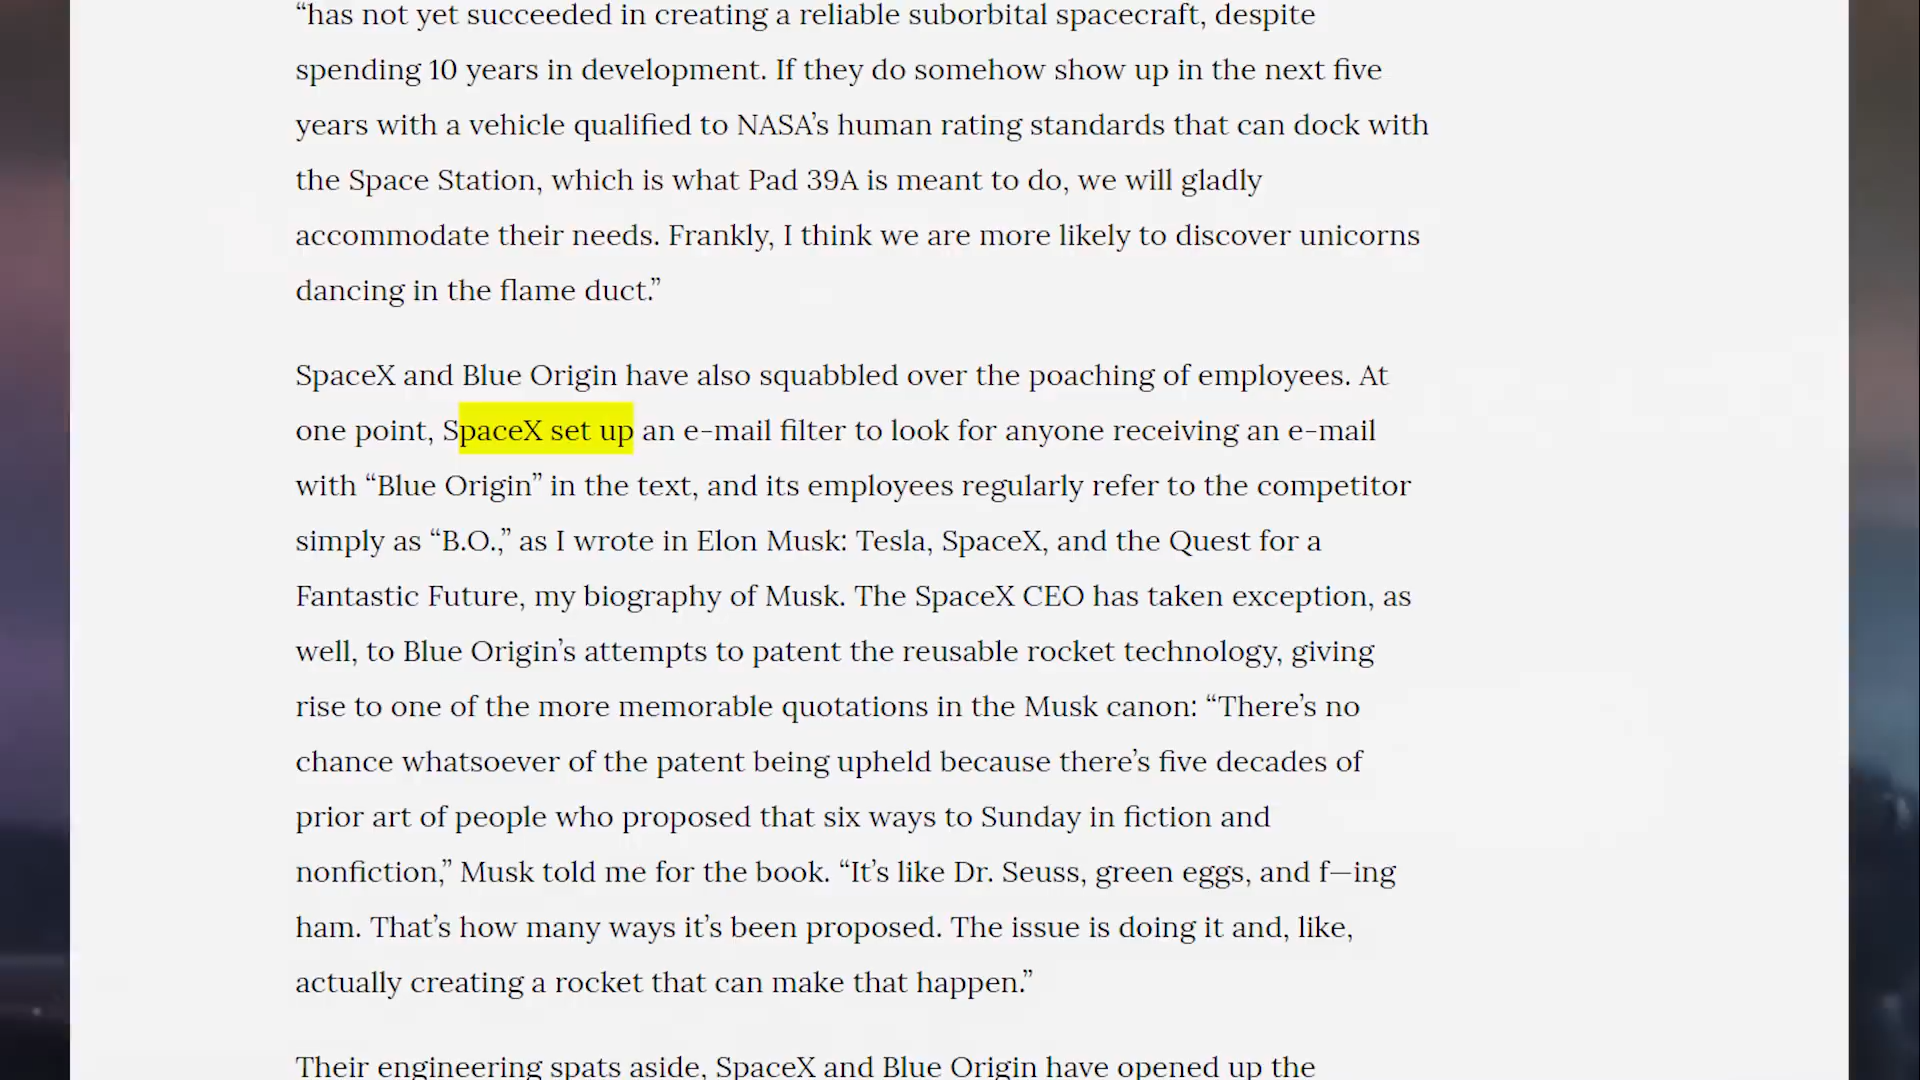 “has not yet succeeded in creating a reliable suborbital spacecraft, despite
spending 10 years in development. If they do somehow show up in the next five
years with a vehicle qualified to NASA’s human rating standards that can dock with
the Space Station, which is what Pad 39A is meant to do, we will gladly
accommodate their needs. Frankly, I think we are more likely to discover unicorns
dancing in the flame duct.”
SpaceX and Blue Origin have also squabbled over the poaching of employees. At
one point, SpaceX set up an e-mail filter to look for anyone receiving an e-mail
with “Blue Origin” in the text, and its employees regularly refer to the competitor
simply as “B.O.,” as I wrote in Elon Musk: Tesla, SpaceX, and the Quest for a
Fantastic Future, my biography of Musk. The SpaceX CEO has taken exception, as
well, to Blue Origin’s attempts to patent the reusable rocket technology, giving
rise to one of the more memorable quotations in the Musk canon: “There’s no
chance whatsoever of the patent being upheld because there’s five decades of
prior art of people who proposed that six ways to Sunday in fiction and
nonfiction,” Musk told me for the book. “It’s like Dr. Seuss, green eggs, and f—ing
ham. That’s how many ways it’s been proposed. The issue is doing it and, like,
actually creating a rocket that can make that happen.”
Their engineering spats aside, SpaceX and Blue Origin have opened up the